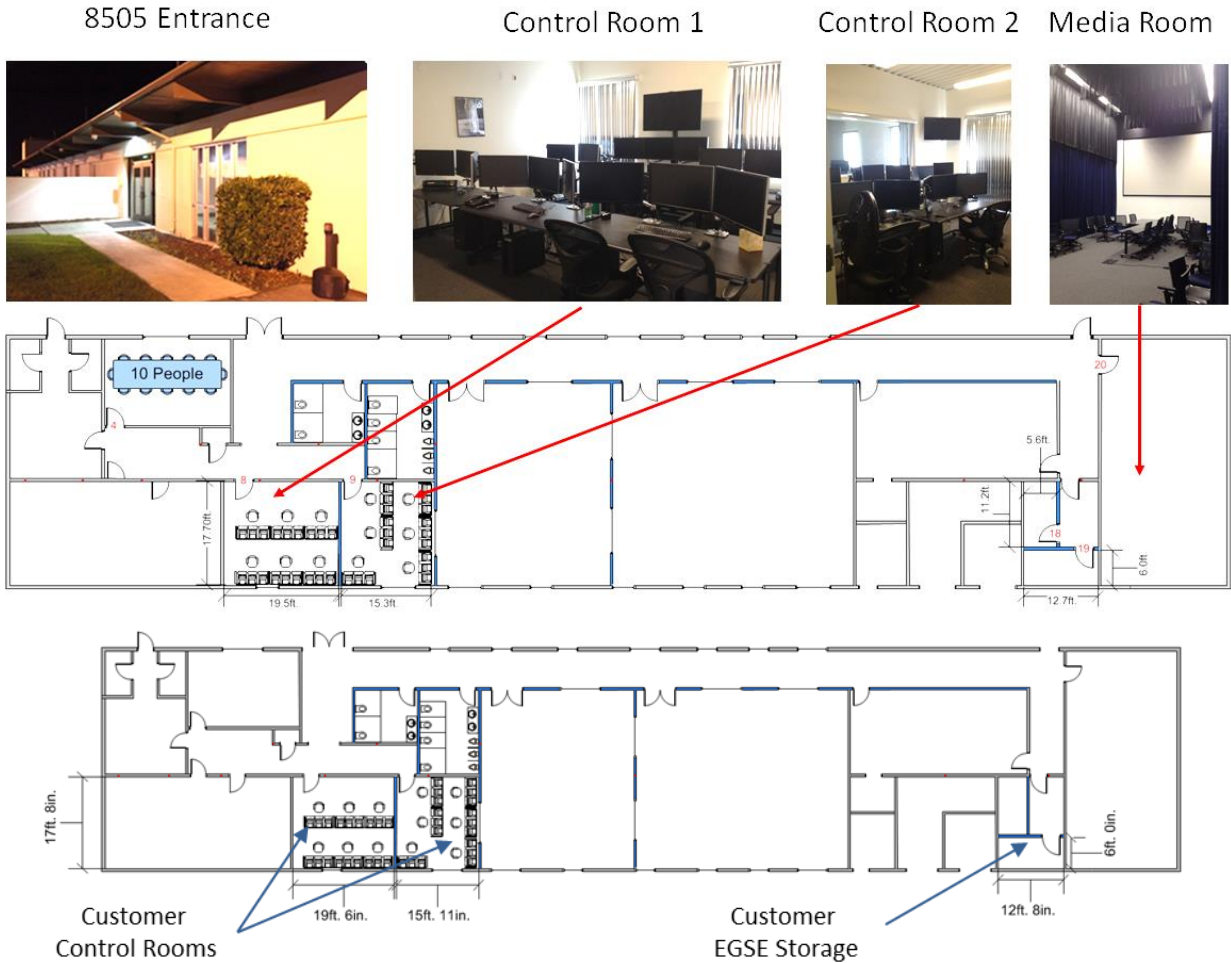 8505 Entrance
Control Room 1
Control Room 2
Media Room
10 People
20
4
5.6ft.
8
9
11.2ft.
17.70ft.
18
19
6.0ft
19.5ft.
15.3ft.
12.7ft.
17ft. 8in.
6ft. 0in.
19ft. 6in.
15ft. 11in.
12ft. 8in.
Customer
Control Rooms
Customer
EGSE Storage